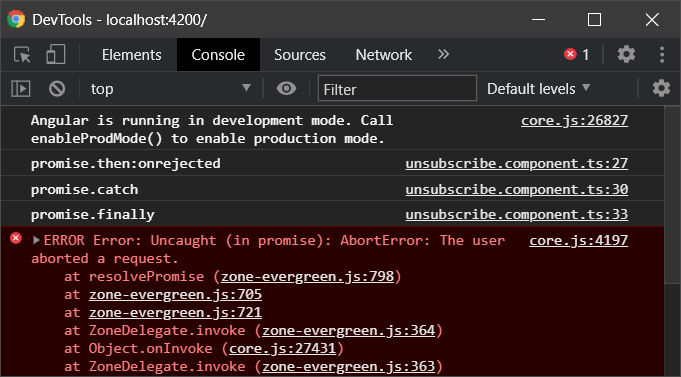 DevTools - localhost:4200/
Elements Console Sources Network » 1
top Filter Default levels
Angular is running in development mode. Call core.js:26827
enableProdMode() to enable production mode.
promise.then:onrejected unsubscribe.component.ts:27
promise.catch unsubscribe.component.ts:30
promise.finally unsubscribe.component.ts:33
ERROR Error: Uncaught (in promise): AbortError: The user core.js:4197
aborted a request.
at resolvePromise (zone-evergreen.js:798)
at zone-evergreen.js:705
at zone-evergreen.js:721
at ZoneDelegate.invoke (zone-evergreen.js:364)
at Object.onInvoke (core.js:27431)
at ZoneDelegate.invoke (zone-evergreen.js:363)